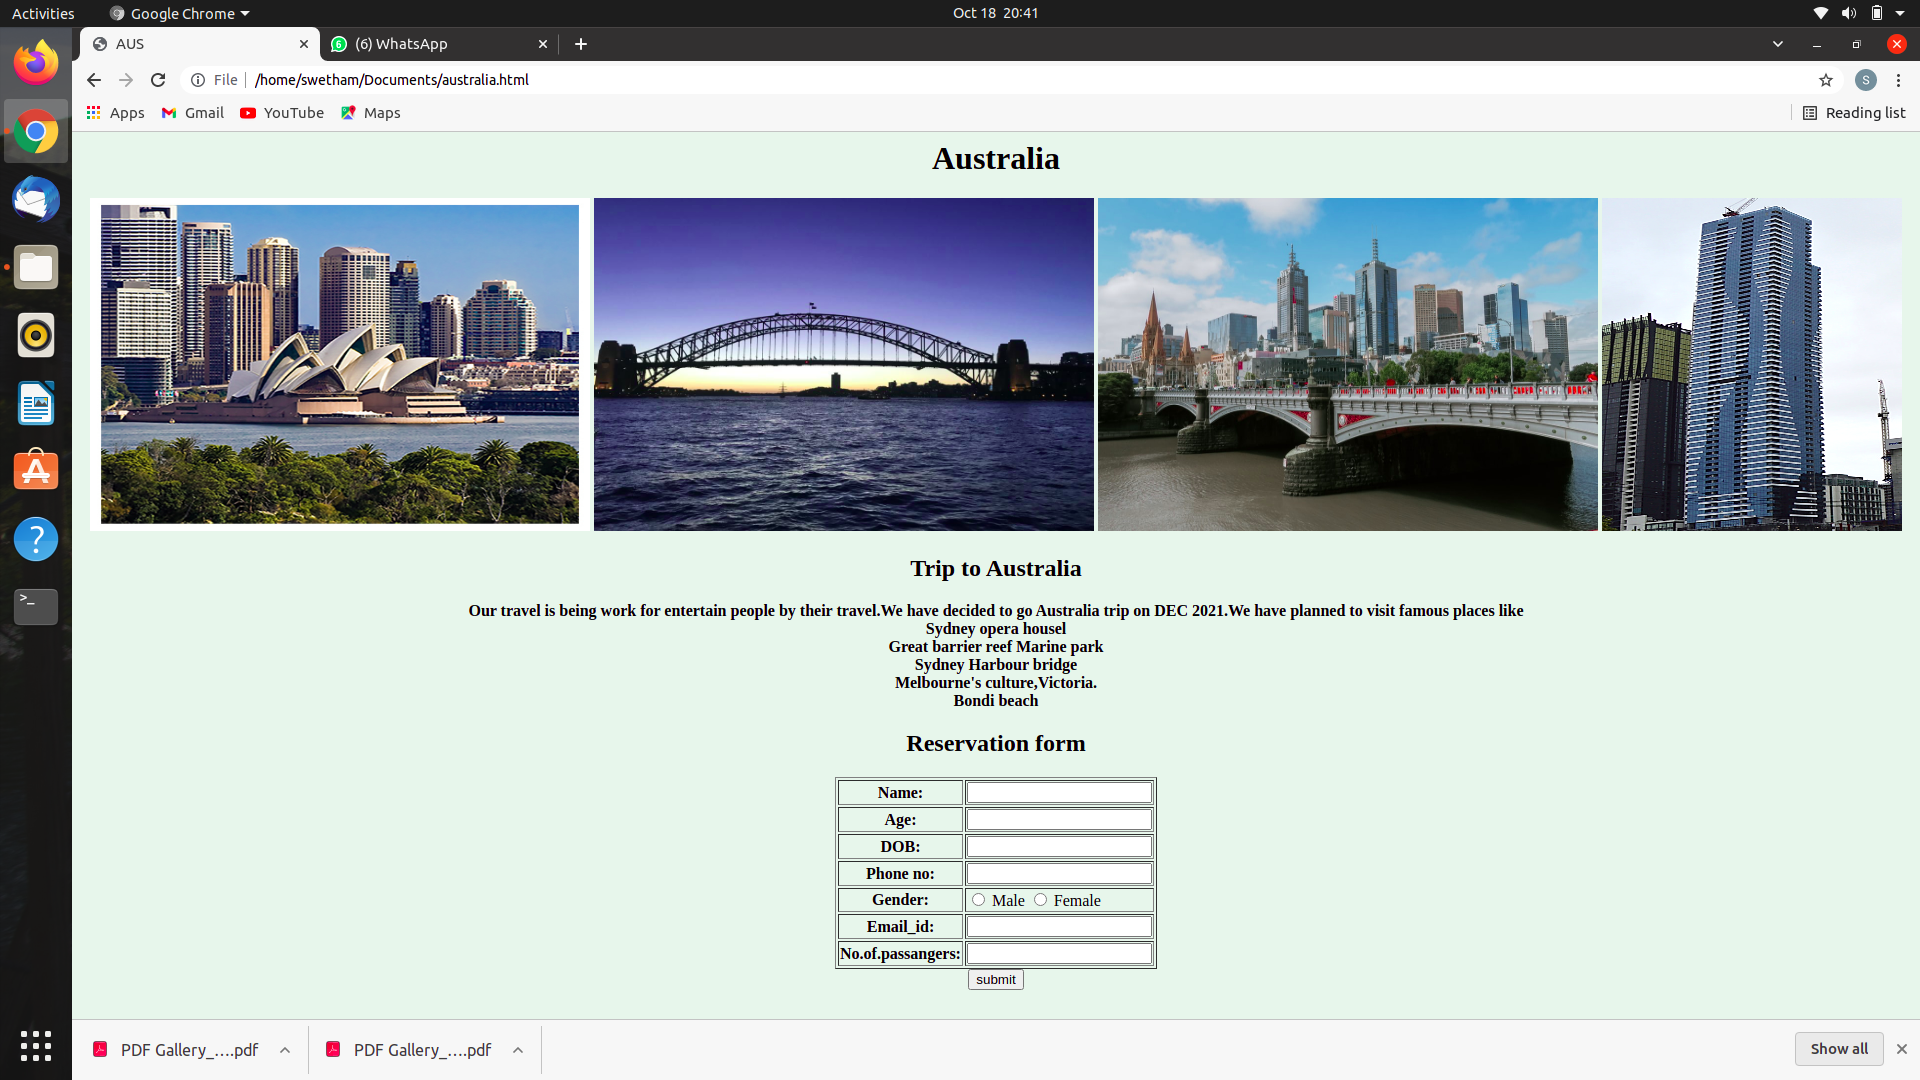 Activities
Google Chrome
Oct 18 20:41
AUS
6 (6) WhatsApp
File /home/swetham/Documents/australia.html
S
Apps
Gmail
YouTube
Maps
Reading list
Australia
Trip to Australia
Our travel is being work for entertain people by their travel.We have decided to go Australia trip on DEC 2021.We have planned to visit famous places like
Sydney opera housel
Great barrier reef Marine park
Sydney Harbour bridge
Melbourne's culture,Victoria.
Bondi beach
Reservation form
Name:
Age:
DOB:
Phone no:
Gender: Male Female
Email_id:
No.of.passangers:
submit
PDF Gallery_....pdf
PDF Gallery_....pdf
Show all